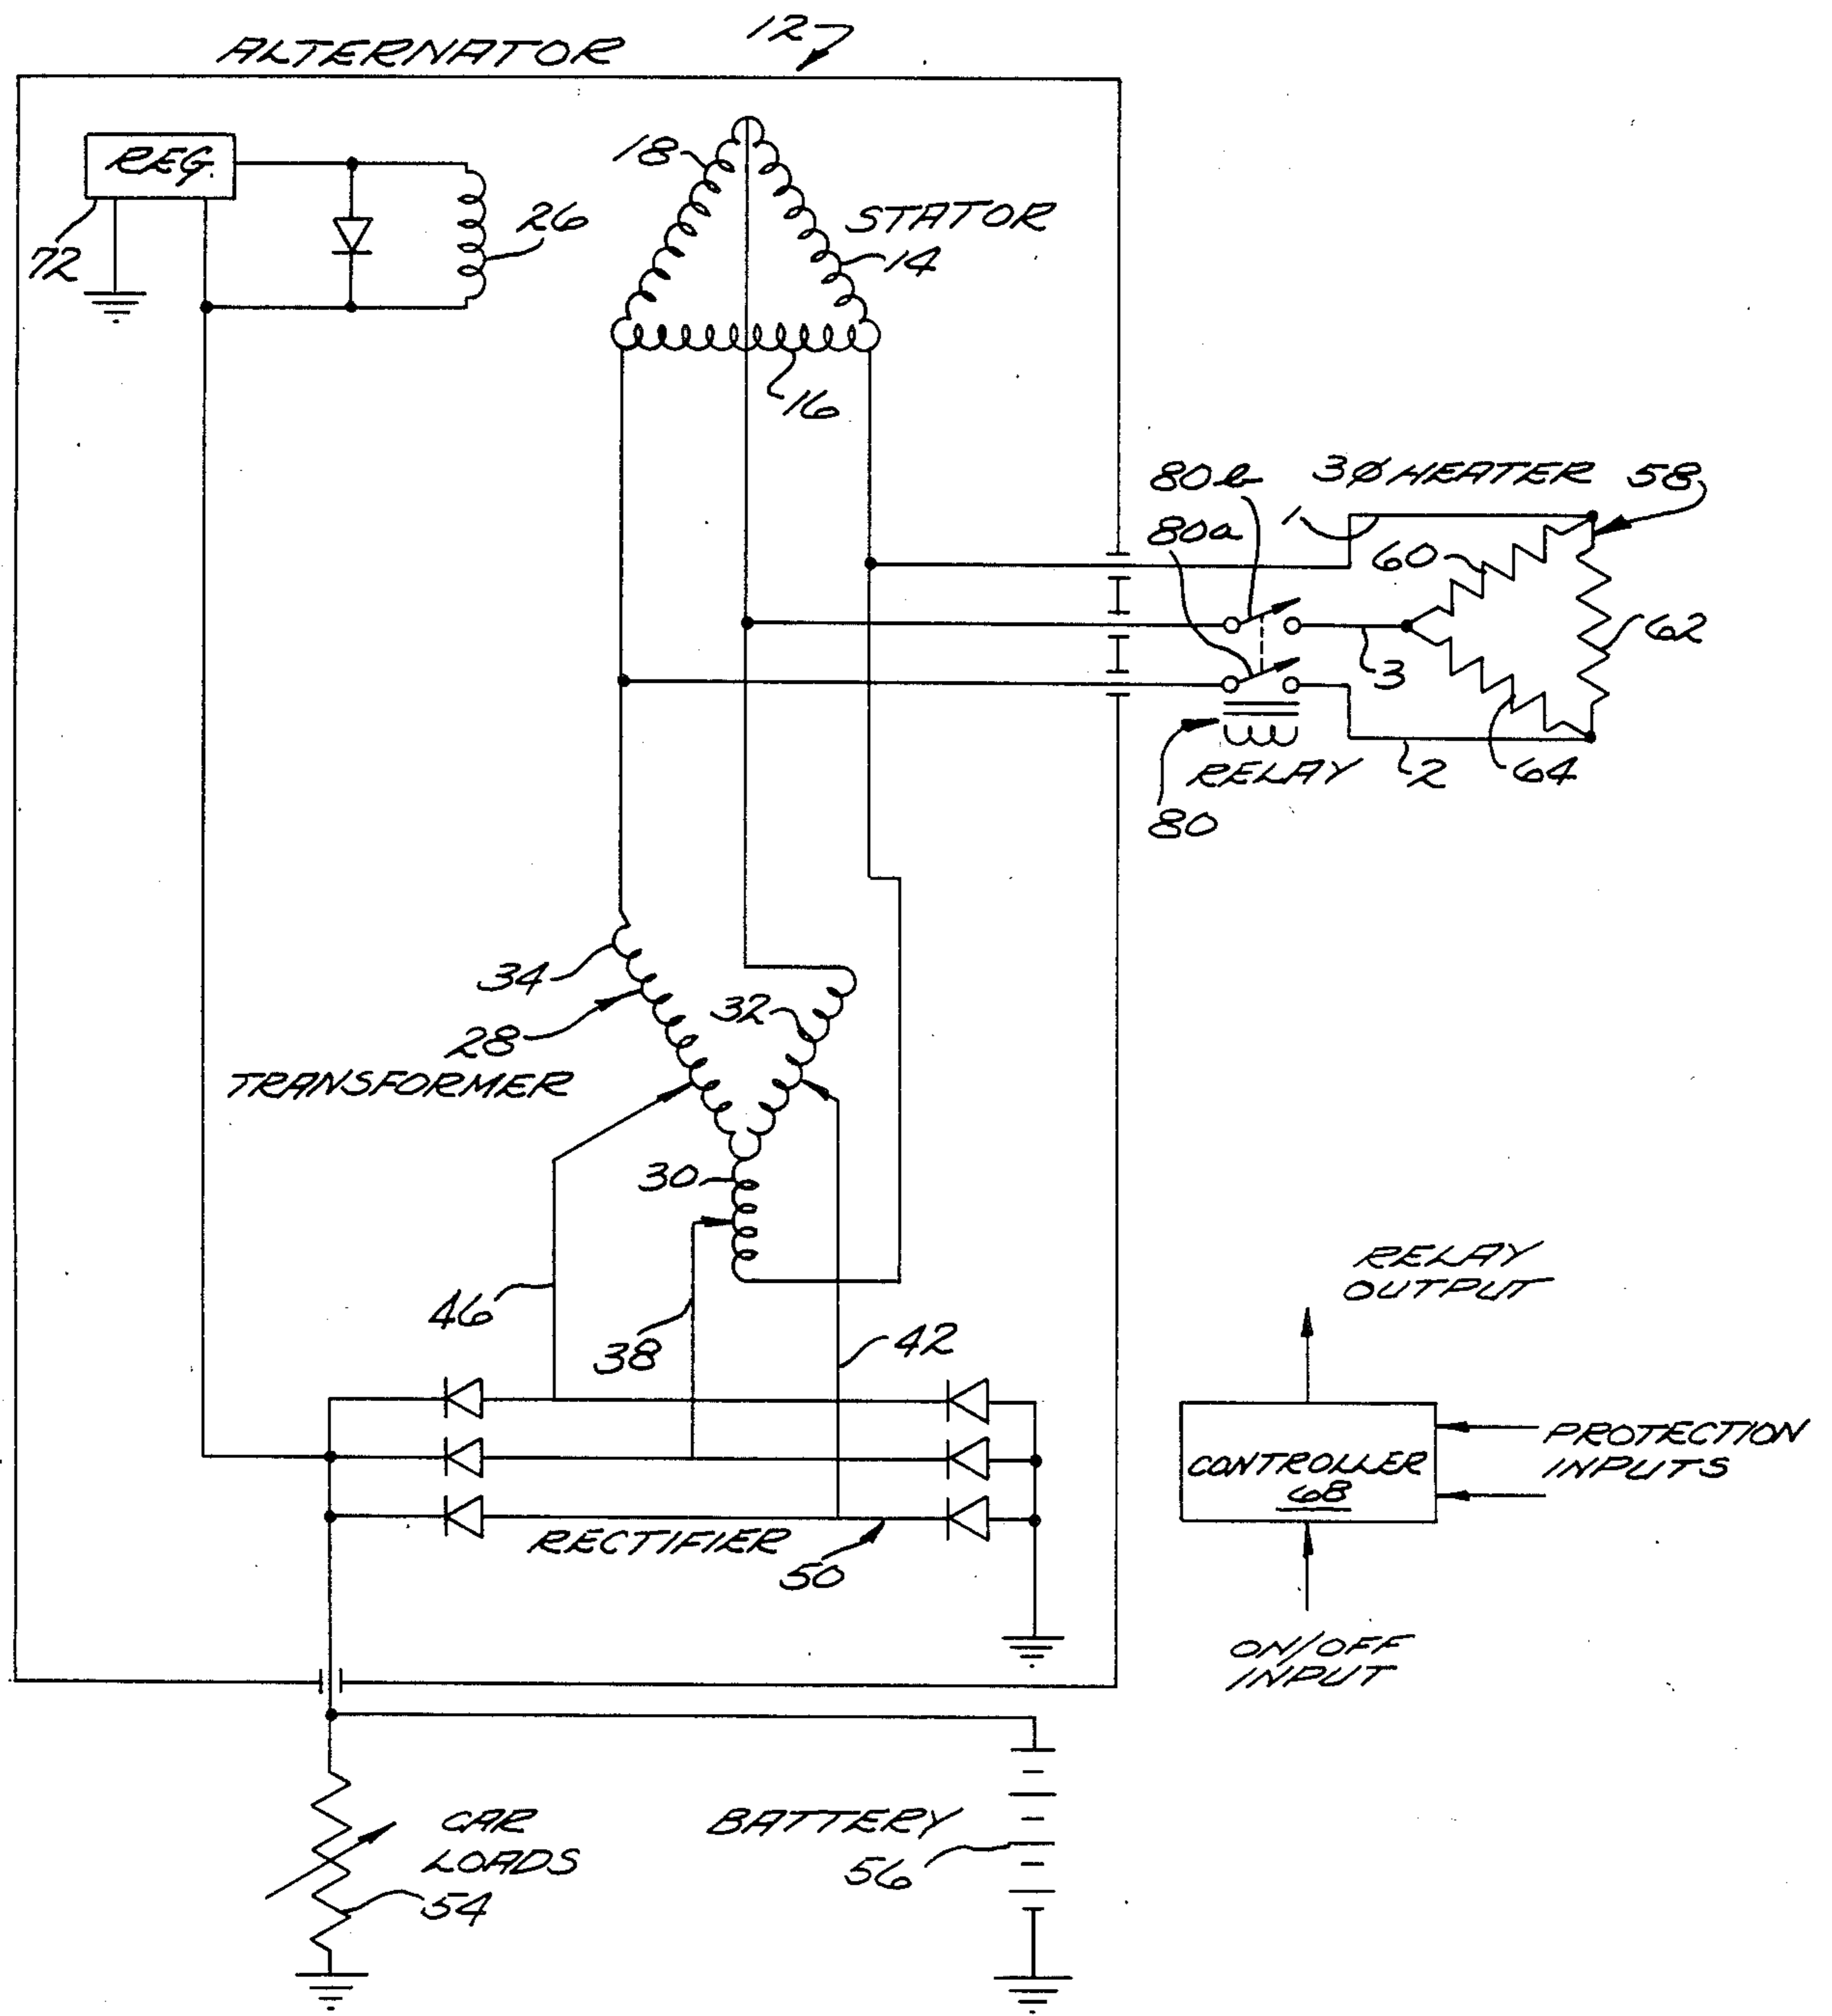 ALTERNATOR
12
REG.
72
26
18
STATOR
14
16
80b
80a
3Ø HEATER
58
1
60
62
3
64
2
RELAY
80
34
28
32
TRANSFORMER
30
46
38
42
RECTIFIER
50
RELAY
OUTPUT
CONTROLLER
68
PROTECTION
INPUTS
ON/OFF
INPUT
CAR
LOADS
54
BATTERY
56